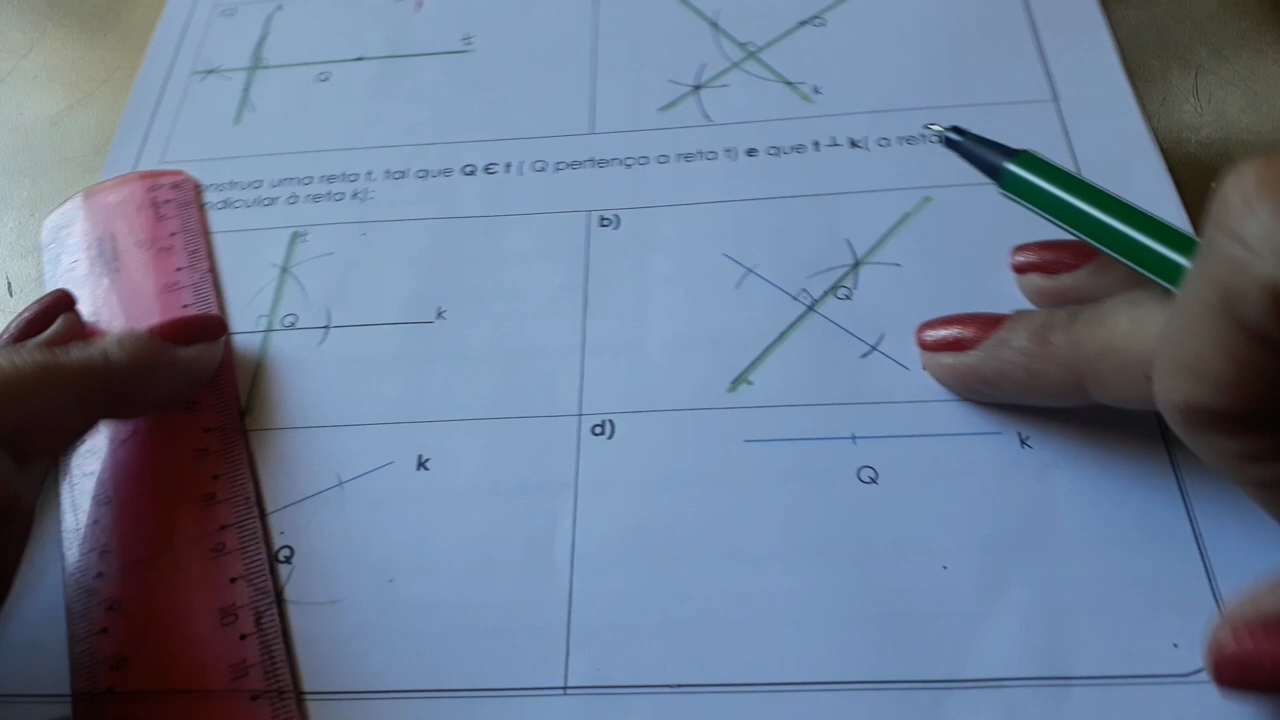 t
Q
Q
k
nstrua uma reta t, tal que Q Є t ( Q pertença a reta t) e que t ⊥ k( a reta
ndicular à reta k):
t
Q
k
b)
Q
k
Q
d)
k
Q